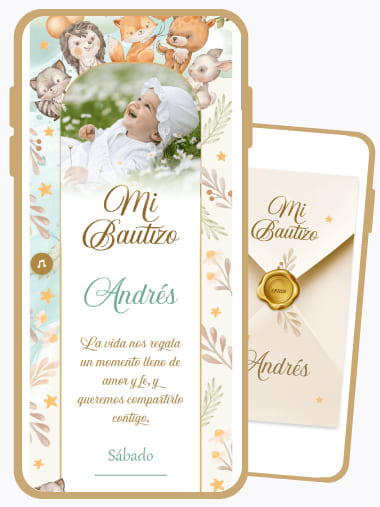 Mi
Bautizo
Andrés
La vida nos regala
un momento lleno de
amor y fe, y
queremos compartirlo
contigo.
Sábado
Mi
Bautizo
Andrés